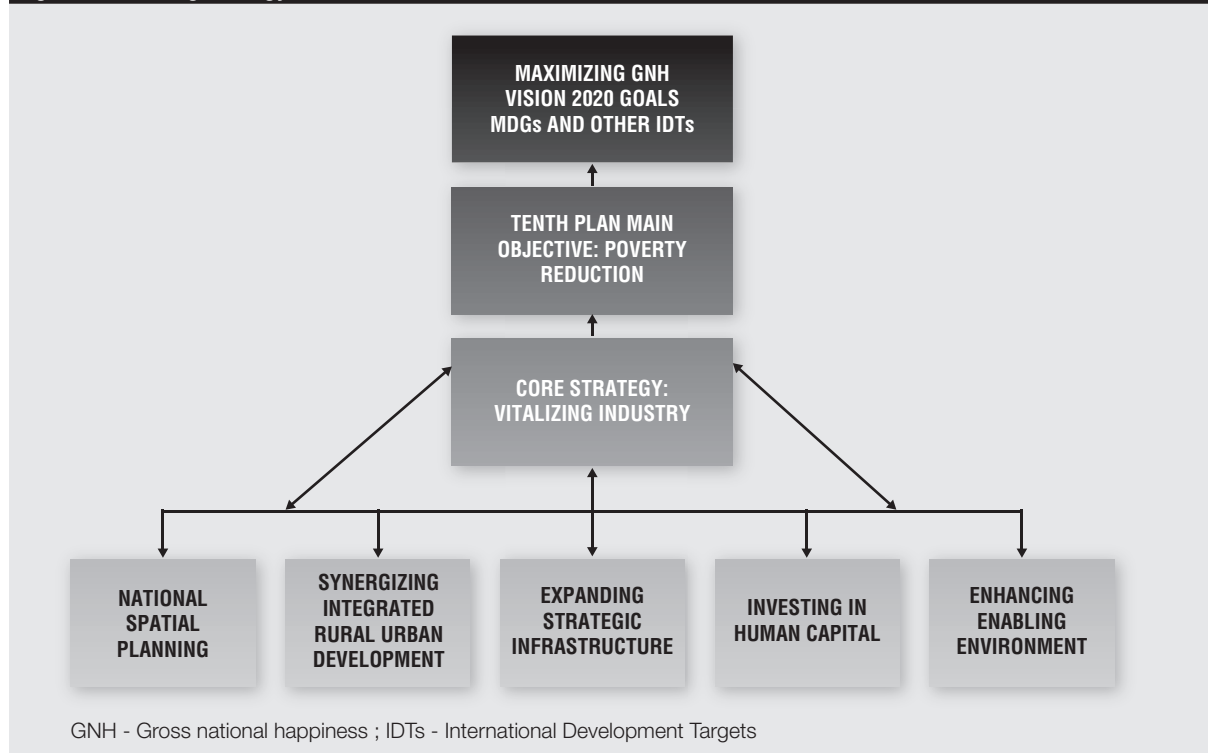 MAXIMIZING GNH
VISION 2020 GOALS
MDGs AND OTHER IDTs
TENTH PLAN MAIN
OBJECTIVE: POVERTY
REDUCTION
CORE STRATEGY:
VITALIZING INDUSTRY
NATIONAL
SPATIAL
PLANNING
SYNERGIZING
INTEGRATED
RURAL URBAN
DEVELOPMENT
EXPANDING
STRATEGIC
INFRASTRUCTURE
INVESTING IN
HUMAN CAPITAL
ENHANCING
ENABLING
ENVIRONMENT
GNH - Gross national happiness ; IDTs - International Development Targets